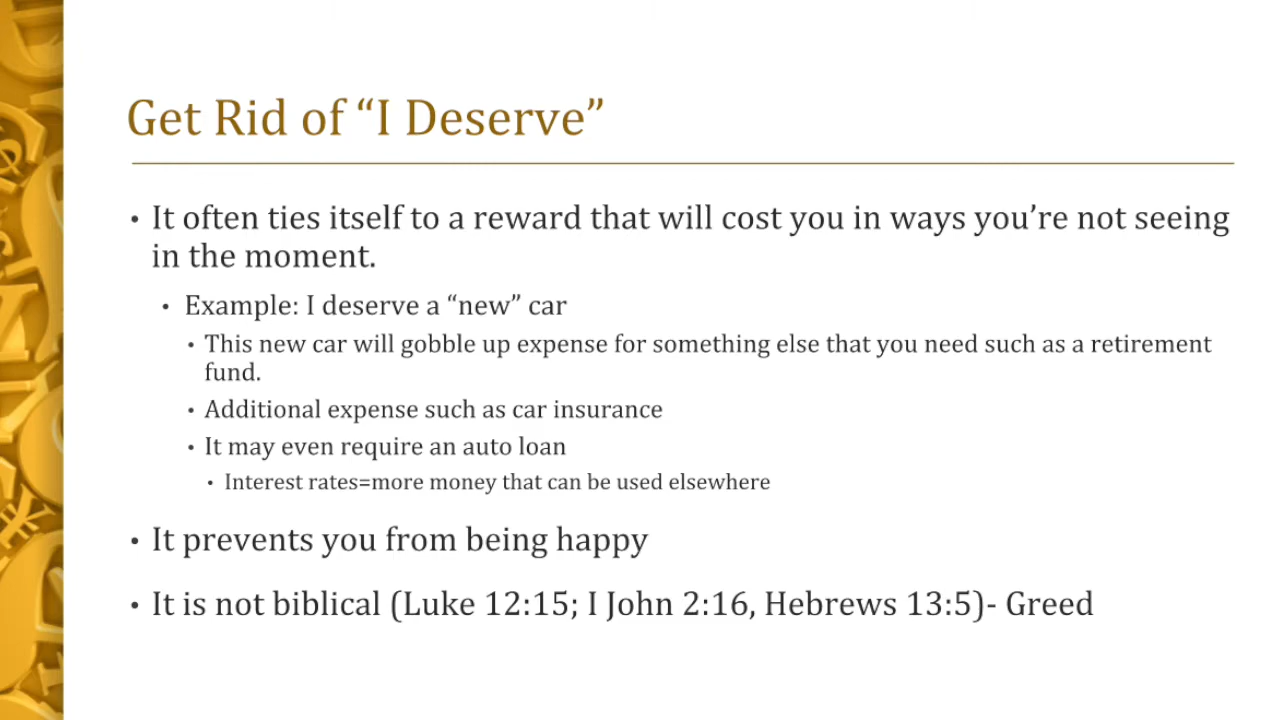 Get Rid of “I Deserve”
• It often ties itself to a reward that will cost you in ways you’re not seeing
in the moment.
• Example: I deserve a “new” car
• This new car will gobble up expense for something else that you need such as a retirement
fund.
• Additional expense such as car insurance
• It may even require an auto loan
• Interest rates=more money that can be used elsewhere
• It prevents you from being happy
• It is not biblical (Luke 12:15; I John 2:16, Hebrews 13:5)- Greed